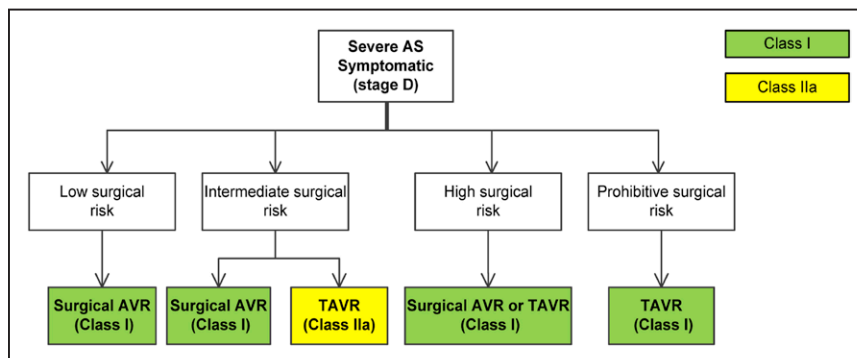 Severe AS
Symptomatic
(stage D)
Class I
Class IIa
Low surgical
risk
Intermediate surgical
risk
High surgical
risk
Prohibitive surgical
risk
Surgical AVR
(Class I)
Surgical AVR
(Class I)
TAVR
(Class IIa)
Surgical AVR or TAVR
(Class I)
TAVR
(Class I)